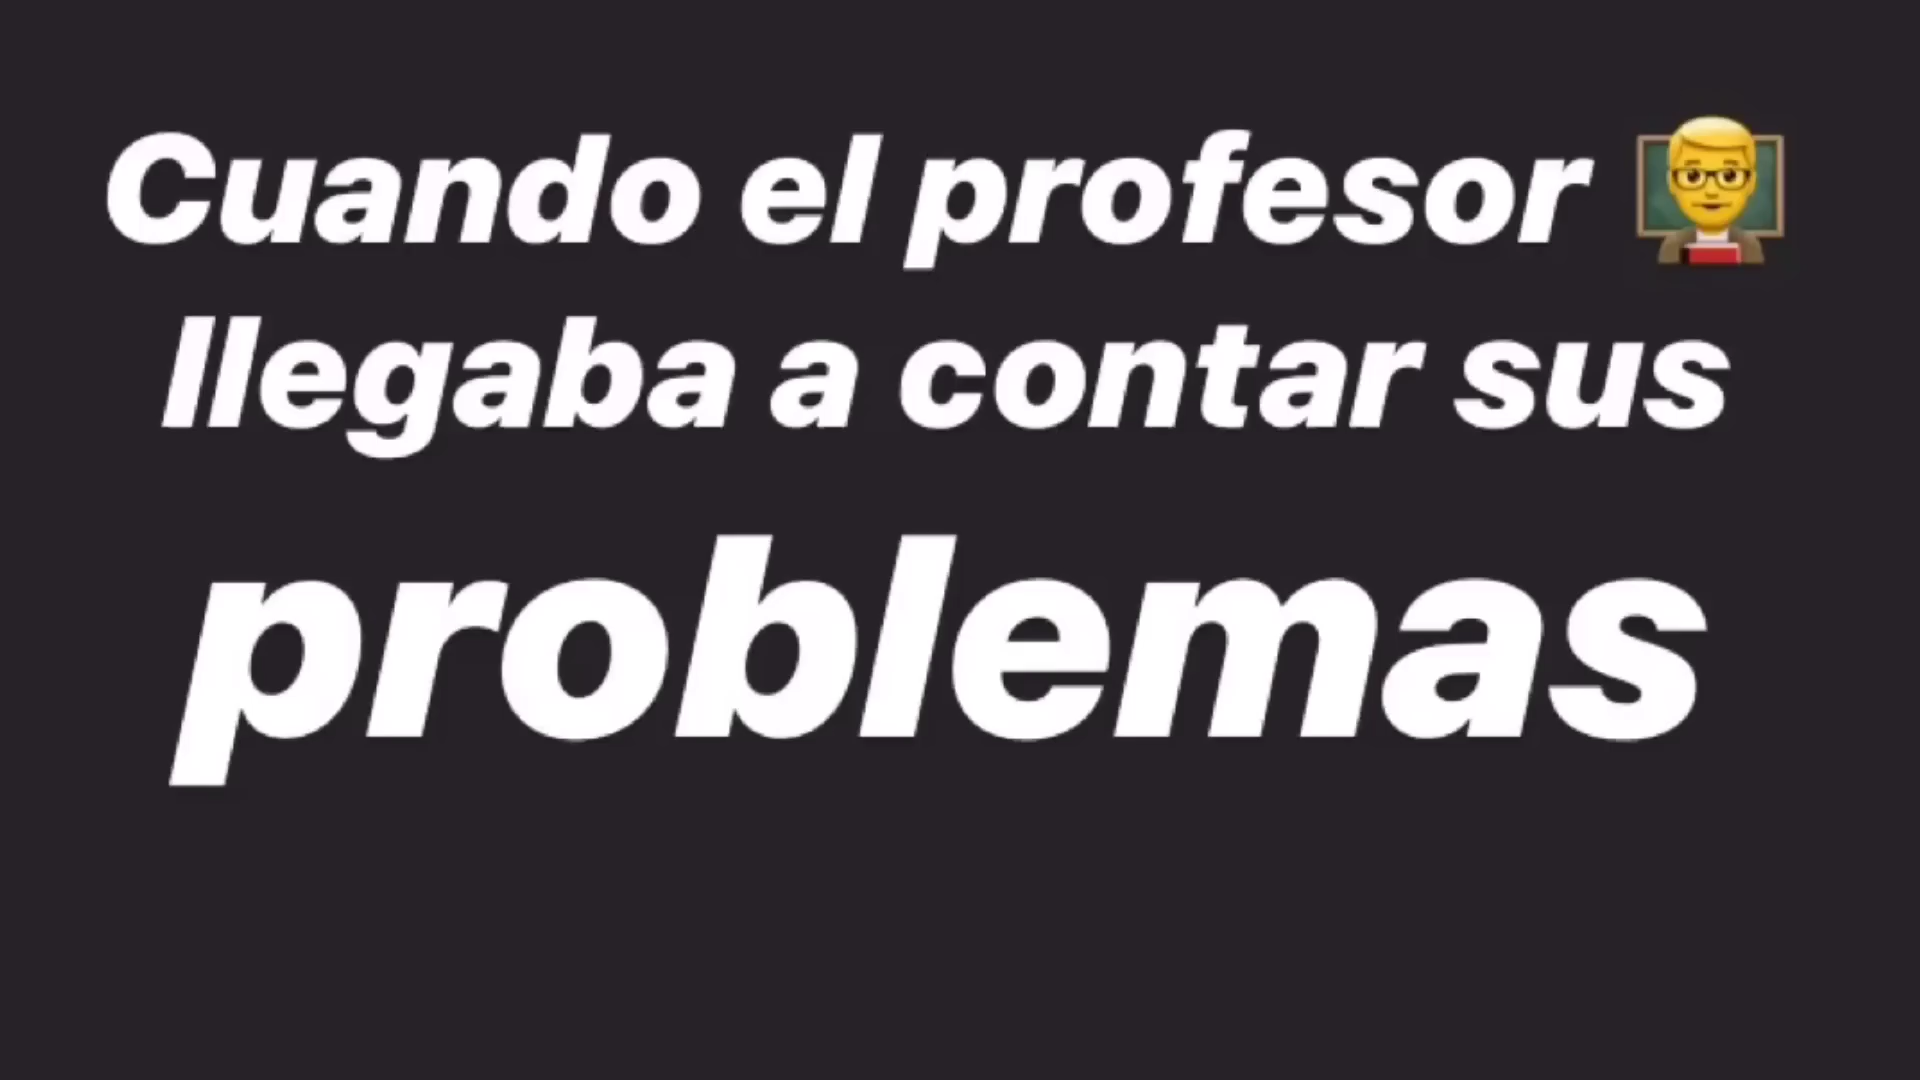 Cuando el profesor 👨‍🏫
llegaba a contar sus
problemas